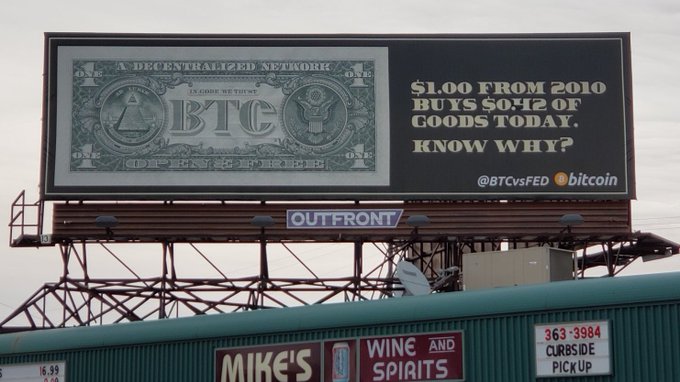 A DECENTRALIZED NETWORK
ONE
ONE
IN CODE WE TRUST
BTC
ONE
ONE
OPEN & FREE
$1.00 FROM 2010
BUYS $0.42 OF
GOODS TODAY.
KNOW WHY?
@BTCvsFED bitcoin
OUTFRONT
363-3984
CURBSIDE
PICKUP
MIKE'S
WINE AND
SPIRITS
16.99